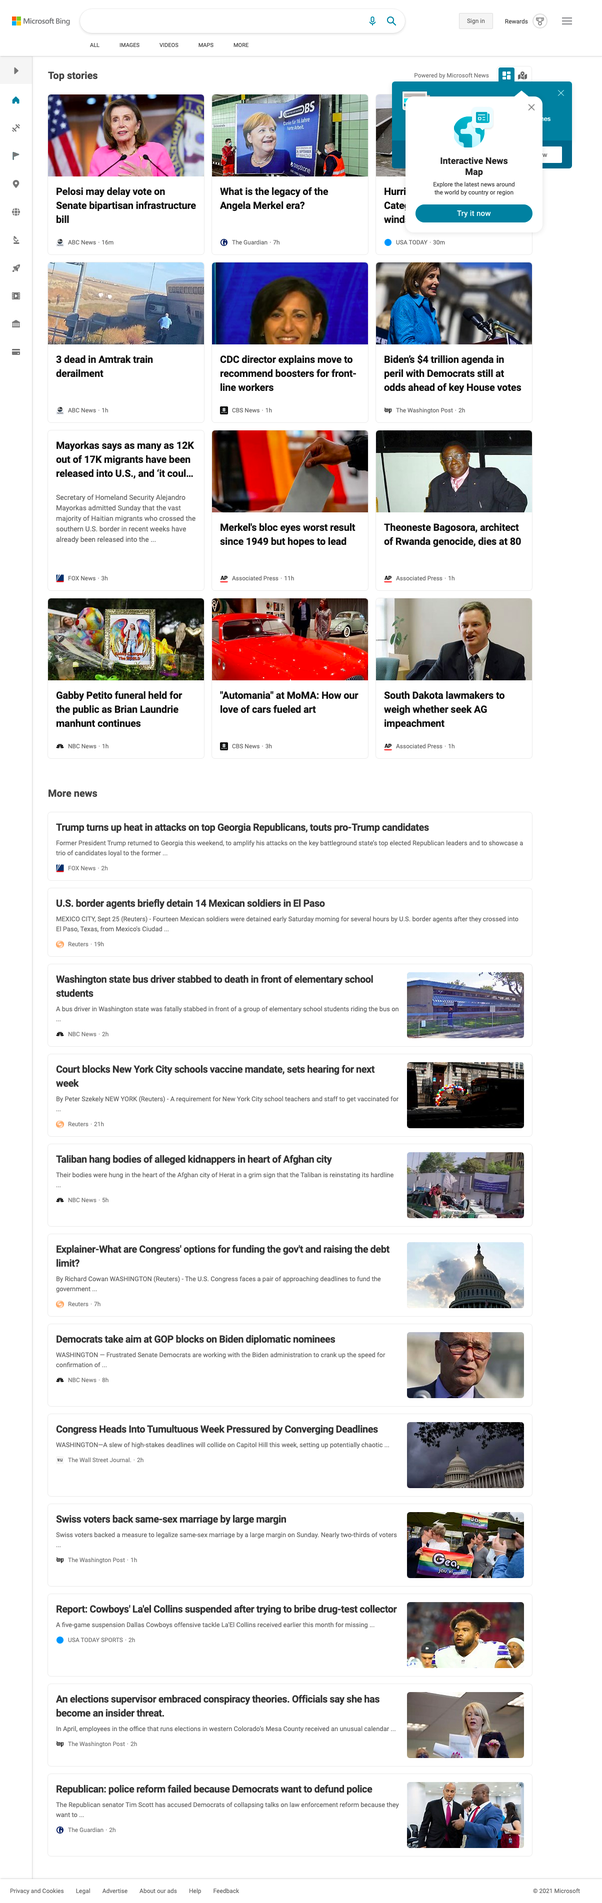 Microsoft Bing
Sign in
Rewards
ALL
IMAGES
VIDEOS
MAPS
MORE
Top stories
Powered by Microsoft News
Interactive News
Map
Explore the latest news around
the world by country or region
Try it now
Pelosi may delay vote on
Senate bipartisan infrastructure
bill
ABC News · 16m
What is the legacy of the
Angela Merkel era?
The Guardian · 7h
Hurri
Categ
wind
USA TODAY · 30m
3 dead in Amtrak train
derailment
ABC News · 1h
CDC director explains move to
recommend boosters for front-
line workers
CBS News · 1h
Biden's $4 trillion agenda in
peril with Democrats still at
odds ahead of key House votes
The Washington Post · 2h
Mayorkas says as many as 12K
out of 17K migrants have been
released into U.S., and 'it coul...
Secretary of Homeland Security Alejandro
Mayorkas admitted Sunday that the vast
majority of Haitian migrants who crossed the
southern U.S. border in recent weeks have
already been released into the ...
FOX News · 3h
Merkel's bloc eyes worst result
since 1949 but hopes to lead
AP Associated Press · 11h
Theoneste Bagosora, architect
of Rwanda genocide, dies at 80
AP Associated Press · 1h
Gabby Petito funeral held for
the public as Brian Laundrie
manhunt continues
NBC News · 1h
"Automania" at MoMA: How our
love of cars fueled art
CBS News · 3h
South Dakota lawmakers to
weigh whether seek AG
impeachment
AP Associated Press · 1h
More news
Trump turns up heat in attacks on top Georgia Republicans, touts pro-Trump candidates
Former President Trump returned to Georgia this weekend, to amplify his attacks on the key battleground state's top elected Republican leaders and to showcase a
trio of candidates loyal to the former ...
FOX News · 2h
U.S. border agents briefly detain 14 Mexican soldiers in El Paso
MEXICO CITY, Sept 25 (Reuters) - Fourteen Mexican soldiers were detained early Saturday morning for several hours by U.S. border agents after they crossed into
El Paso, Texas, from Mexico's Ciudad ...
Reuters · 19h
Washington state bus driver stabbed to death in front of elementary school
students
A bus driver in Washington state was fatally stabbed in front of a group of elementary school students riding the bus on
...
NBC News · 2h
Court blocks New York City schools vaccine mandate, sets hearing for next
week
By Peter Szekely NEW YORK (Reuters) - A requirement for New York City school teachers and staff to get vaccinated for
...
Reuters · 21h
Taliban hang bodies of alleged kidnappers in heart of Afghan city
Their bodies were hung in the heart of the Afghan city of Herat in a grim sign that the Taliban is reinstating its hardline
...
NBC News · 5h
Explainer-What are Congress' options for funding the gov't and raising the debt
limit?
By Richard Cowan WASHINGTON (Reuters) - The U.S. Congress faces a pair of approaching deadlines to fund the
government ...
Reuters · 7h
Democrats take aim at GOP blocks on Biden diplomatic nominees
WASHINGTON — Frustrated Senate Democrats are working with the Biden administration to crank up the speed for
confirmation of ...
NBC News · 8h
Congress Heads Into Tumultuous Week Pressured by Converging Deadlines
WASHINGTON—A slew of high-stakes deadlines will collide on Capitol Hill this week, setting up potentially chaotic ...
The Wall Street Journal. · 2h
Swiss voters back same-sex marriage by large margin
Swiss voters backed a measure to legalize same-sex marriage by a large margin on Sunday. Nearly two-thirds of voters
...
The Washington Post · 1h
Report: Cowboys' La'el Collins suspended after trying to bribe drug-test collector
A five-game suspension Dallas Cowboys offensive tackle La'El Collins received earlier this month for missing ...
USA TODAY SPORTS · 2h
An elections supervisor embraced conspiracy theories. Officials say she has
become an insider threat.
In April, employees in the office that runs elections in western Colorado's Mesa County received an unusual calendar ...
The Washington Post · 2h
Republican: police reform failed because Democrats want to defund police
The Republican senator Tim Scott has accused Democrats of collapsing talks on law enforcement reform because they
want to ...
The Guardian · 2h
Privacy and Cookies
Legal
Advertise
About our ads
Help
Feedback
© 2021 Microsoft